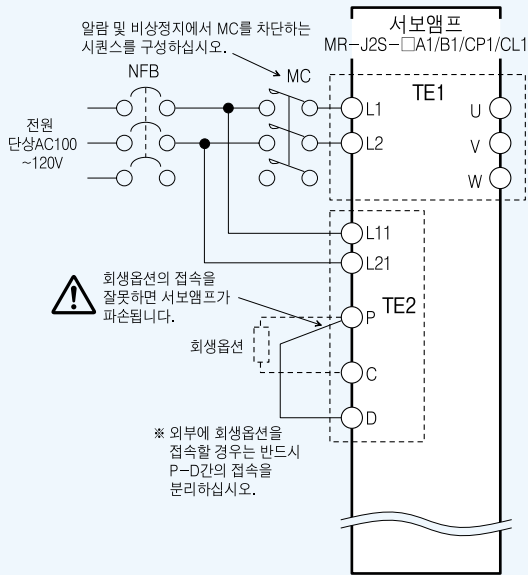 알람 및 비상정지에서 MC를 차단하는
시퀀스를 구성하십시오.
서보앰프
MR-J2S-□A1/B1/CP1/CL1
NFB
MC
TE1
전원
단상AC100
~120V
L1
L2
U
V
W
L11
L21
TE2
회생옵션의 접속을
잘못하면 서보앰프가
파손됩니다.
P
회생옵션
C
D
※ 외부에 회생옵션을
접속할 경우는 반드시
P-D간의 접속을
분리하십시오.